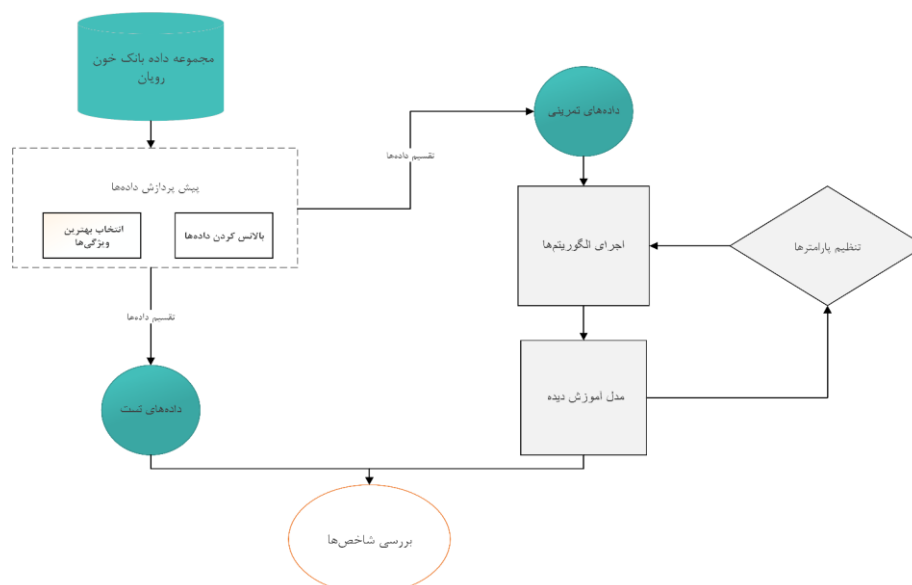 مجموعه داده بانک خون
رویان
پیش پردازش داده‌ها
بالانس کردن داده‌ها
انتخاب بهترین
ویژگی‌ها
تقسیم داده‌ها
تقسیم داده‌ها
داده‌های تمرینی
اجرای الگوریتم‌ها
تنظیم پارامترها
مدل آموزش دیده
داده‌های تست
بررسی شاخص‌ها